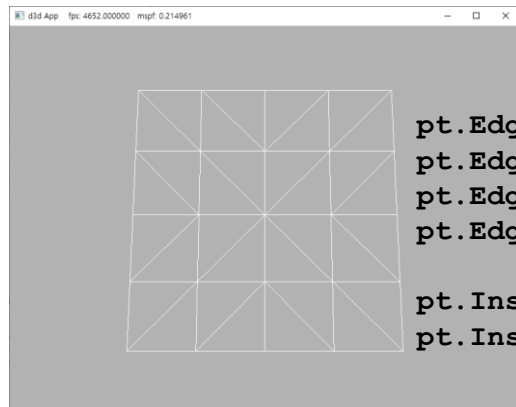 d3d App fps: 4652.000000 mspf: 0.214961
pt.Edg
pt.Edg
pt.Edg
pt.Edg
pt.Ins
pt.Ins